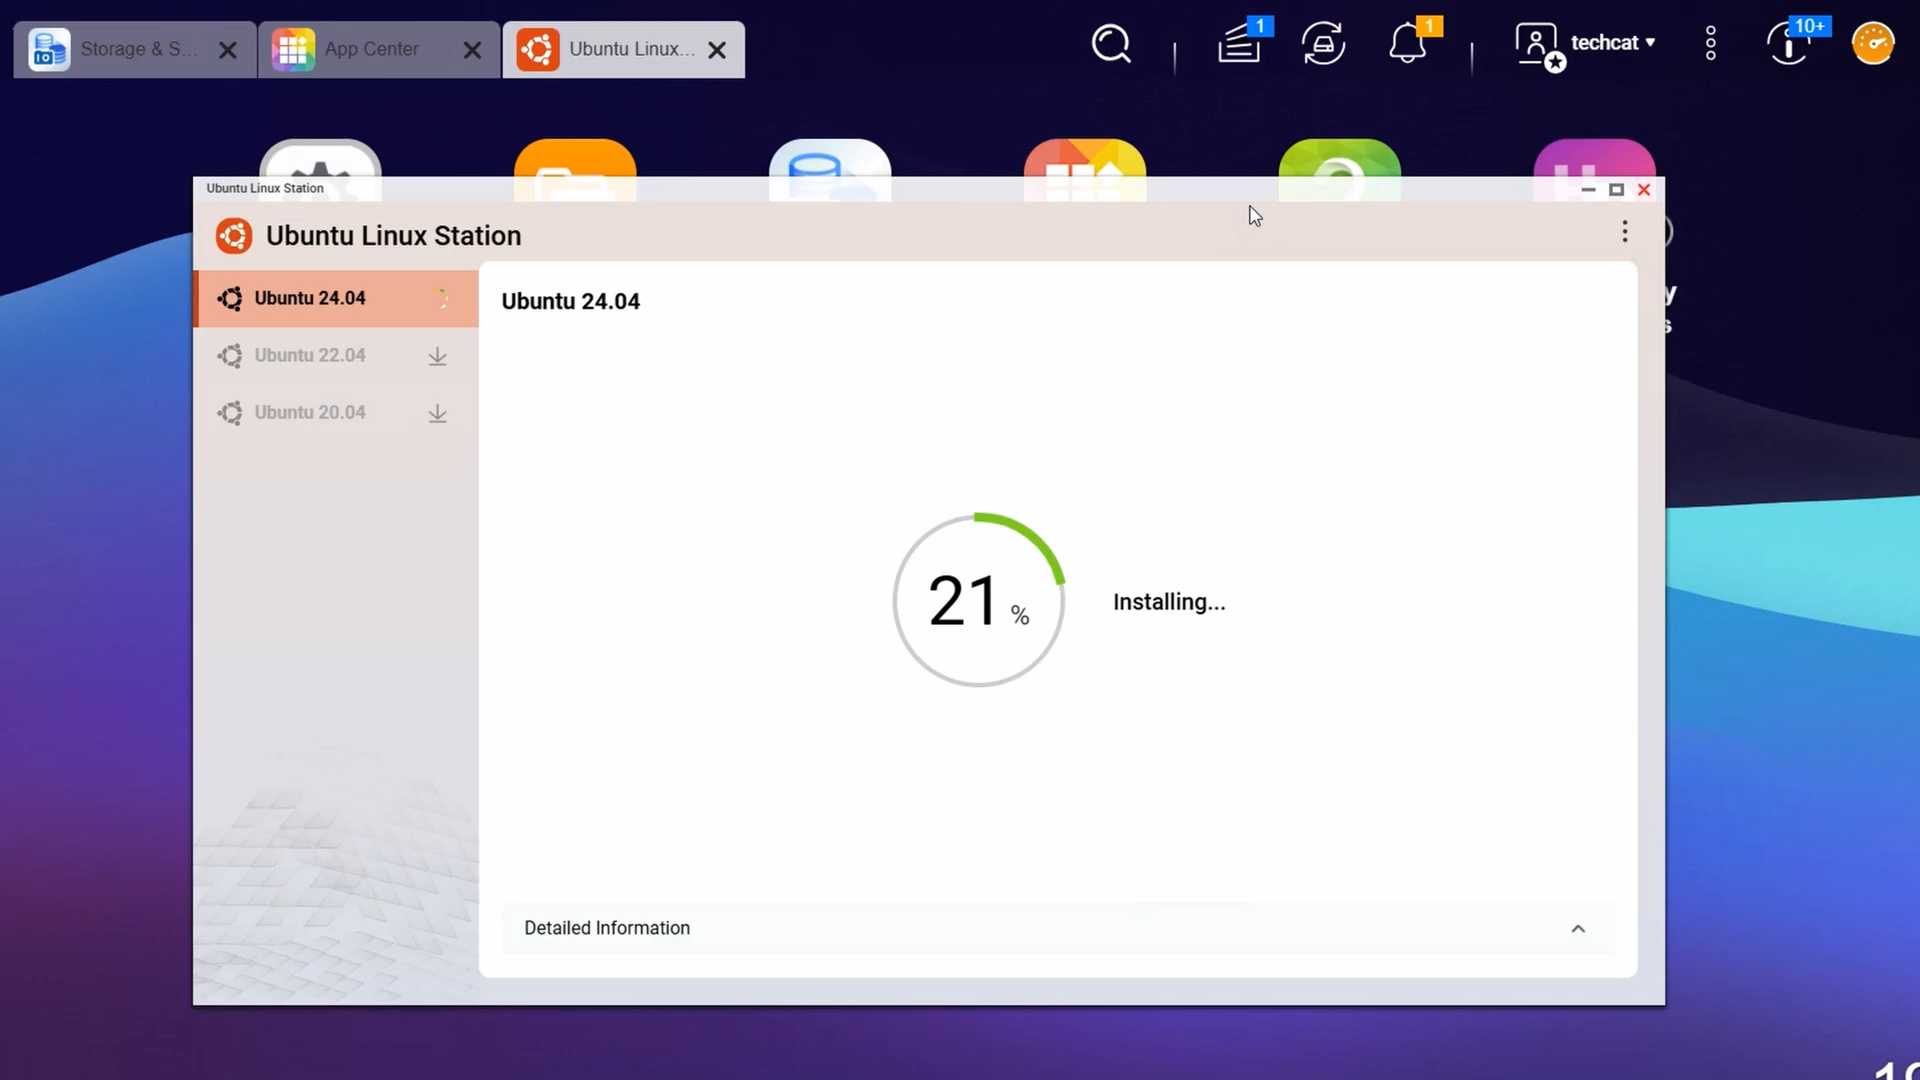 Storage & S...
App Center
Ubuntu Linux...
1
1
techcat
10+
Ubuntu Linux Station
Ubuntu Linux Station
Ubuntu 24.04
Ubuntu 22.04
Ubuntu 20.04
Ubuntu 24.04
21 %
Installing...
Detailed Information